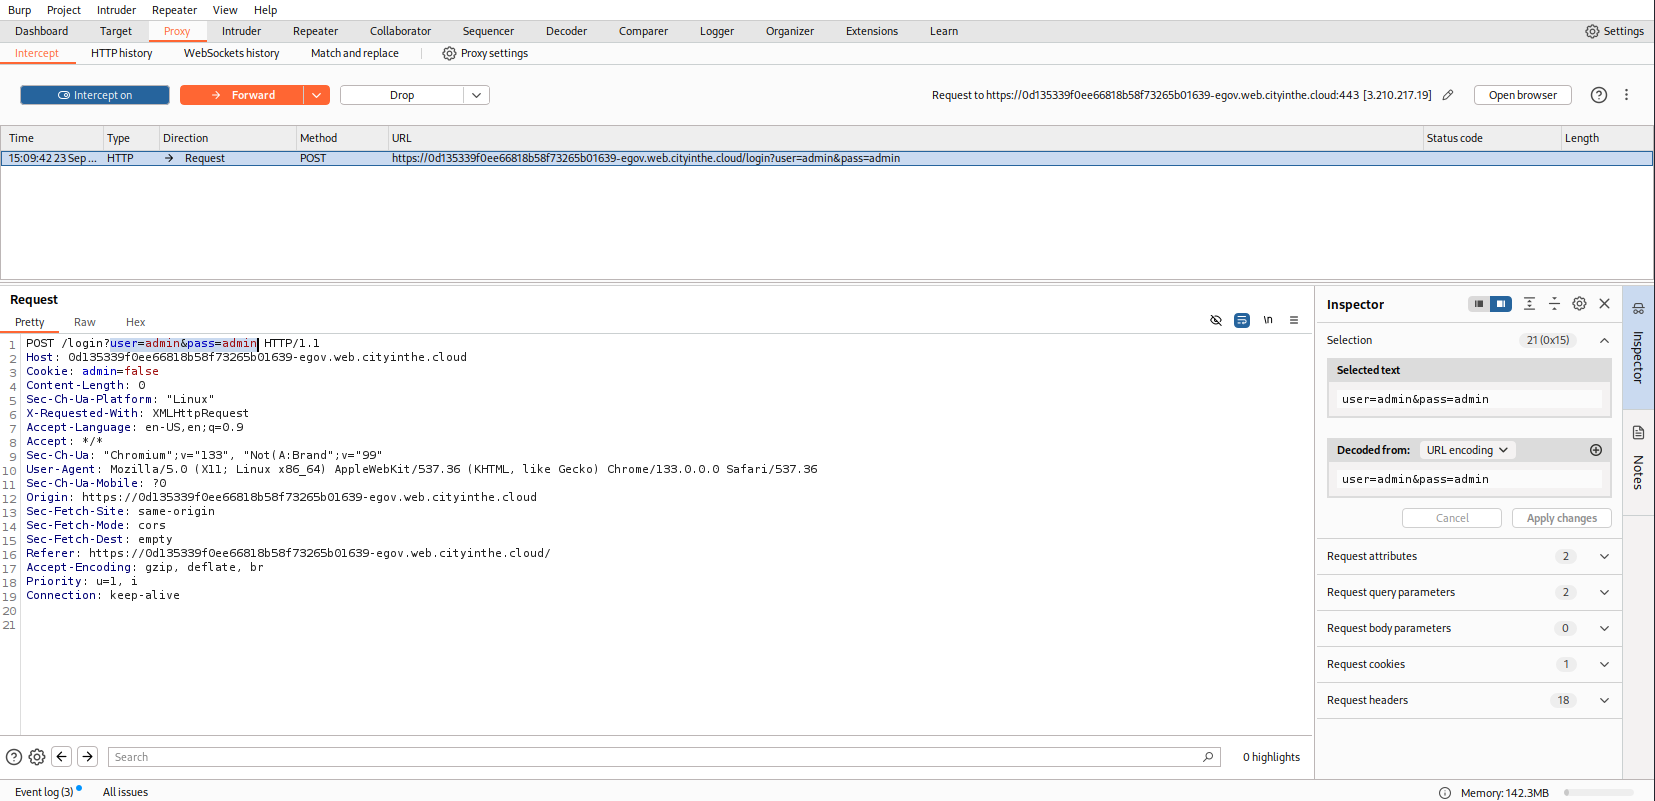 Burp Project Intruder Repeater View Help
Dashboard Target Proxy Intruder Repeater Collaborator Sequencer Decoder Comparer Logger Organizer Extensions Learn Settings
Intercept HTTP history WebSockets history Match and replace Proxy settings
Intercept on Forward Drop Request to https://0d135339f0ee66818b58f73265b01639-egov.web.cityinthe.cloud:443 [3.210.217.19] Open browser
Time Type Direction Method URL Status code Length
15:09:42 23 Sep ... HTTP → Request POST https://0d135339f0ee66818b58f73265b01639-egov.web.cityinthe.cloud/login?user=admin&pass=admin
Request
Pretty Raw Hex \n
1 POST /login?user=admin&pass=admin HTTP/1.1
2 Host: 0d135339f0ee66818b58f73265b01639-egov.web.cityinthe.cloud
3 Cookie: admin=false
4 Content-Length: 0
5 Sec-Ch-Ua-Platform: "Linux"
6 X-Requested-With: XMLHttpRequest
7 Accept-Language: en-US,en;q=0.9
8 Accept: */*
9 Sec-Ch-Ua: "Chromium";v="133", "Not(A:Brand";v="99"
10 User-Agent: Mozilla/5.0 (X11; Linux x86_64) AppleWebKit/537.36 (KHTML, like Gecko) Chrome/133.0.0.0 Safari/537.36
11 Sec-Ch-Ua-Mobile: ?0
12 Origin: https://0d135339f0ee66818b58f73265b01639-egov.web.cityinthe.cloud
13 Sec-Fetch-Site: same-origin
14 Sec-Fetch-Mode: cors
15 Sec-Fetch-Dest: empty
16 Referer: https://0d135339f0ee66818b58f73265b01639-egov.web.cityinthe.cloud/
17 Accept-Encoding: gzip, deflate, br
18 Priority: u=1, i
19 Connection: keep-alive
20
21
Search 0 highlights
Inspector
Selection 21 (0x15)
Selected text
user=admin&pass=admin
Decoded from: URL encoding
user=admin&pass=admin
Cancel Apply changes
Request attributes 2
Request query parameters 2
Request body parameters 0
Request cookies 1
Request headers 18
Inspector
Notes
Event log (3) All issues Memory: 142.3MB